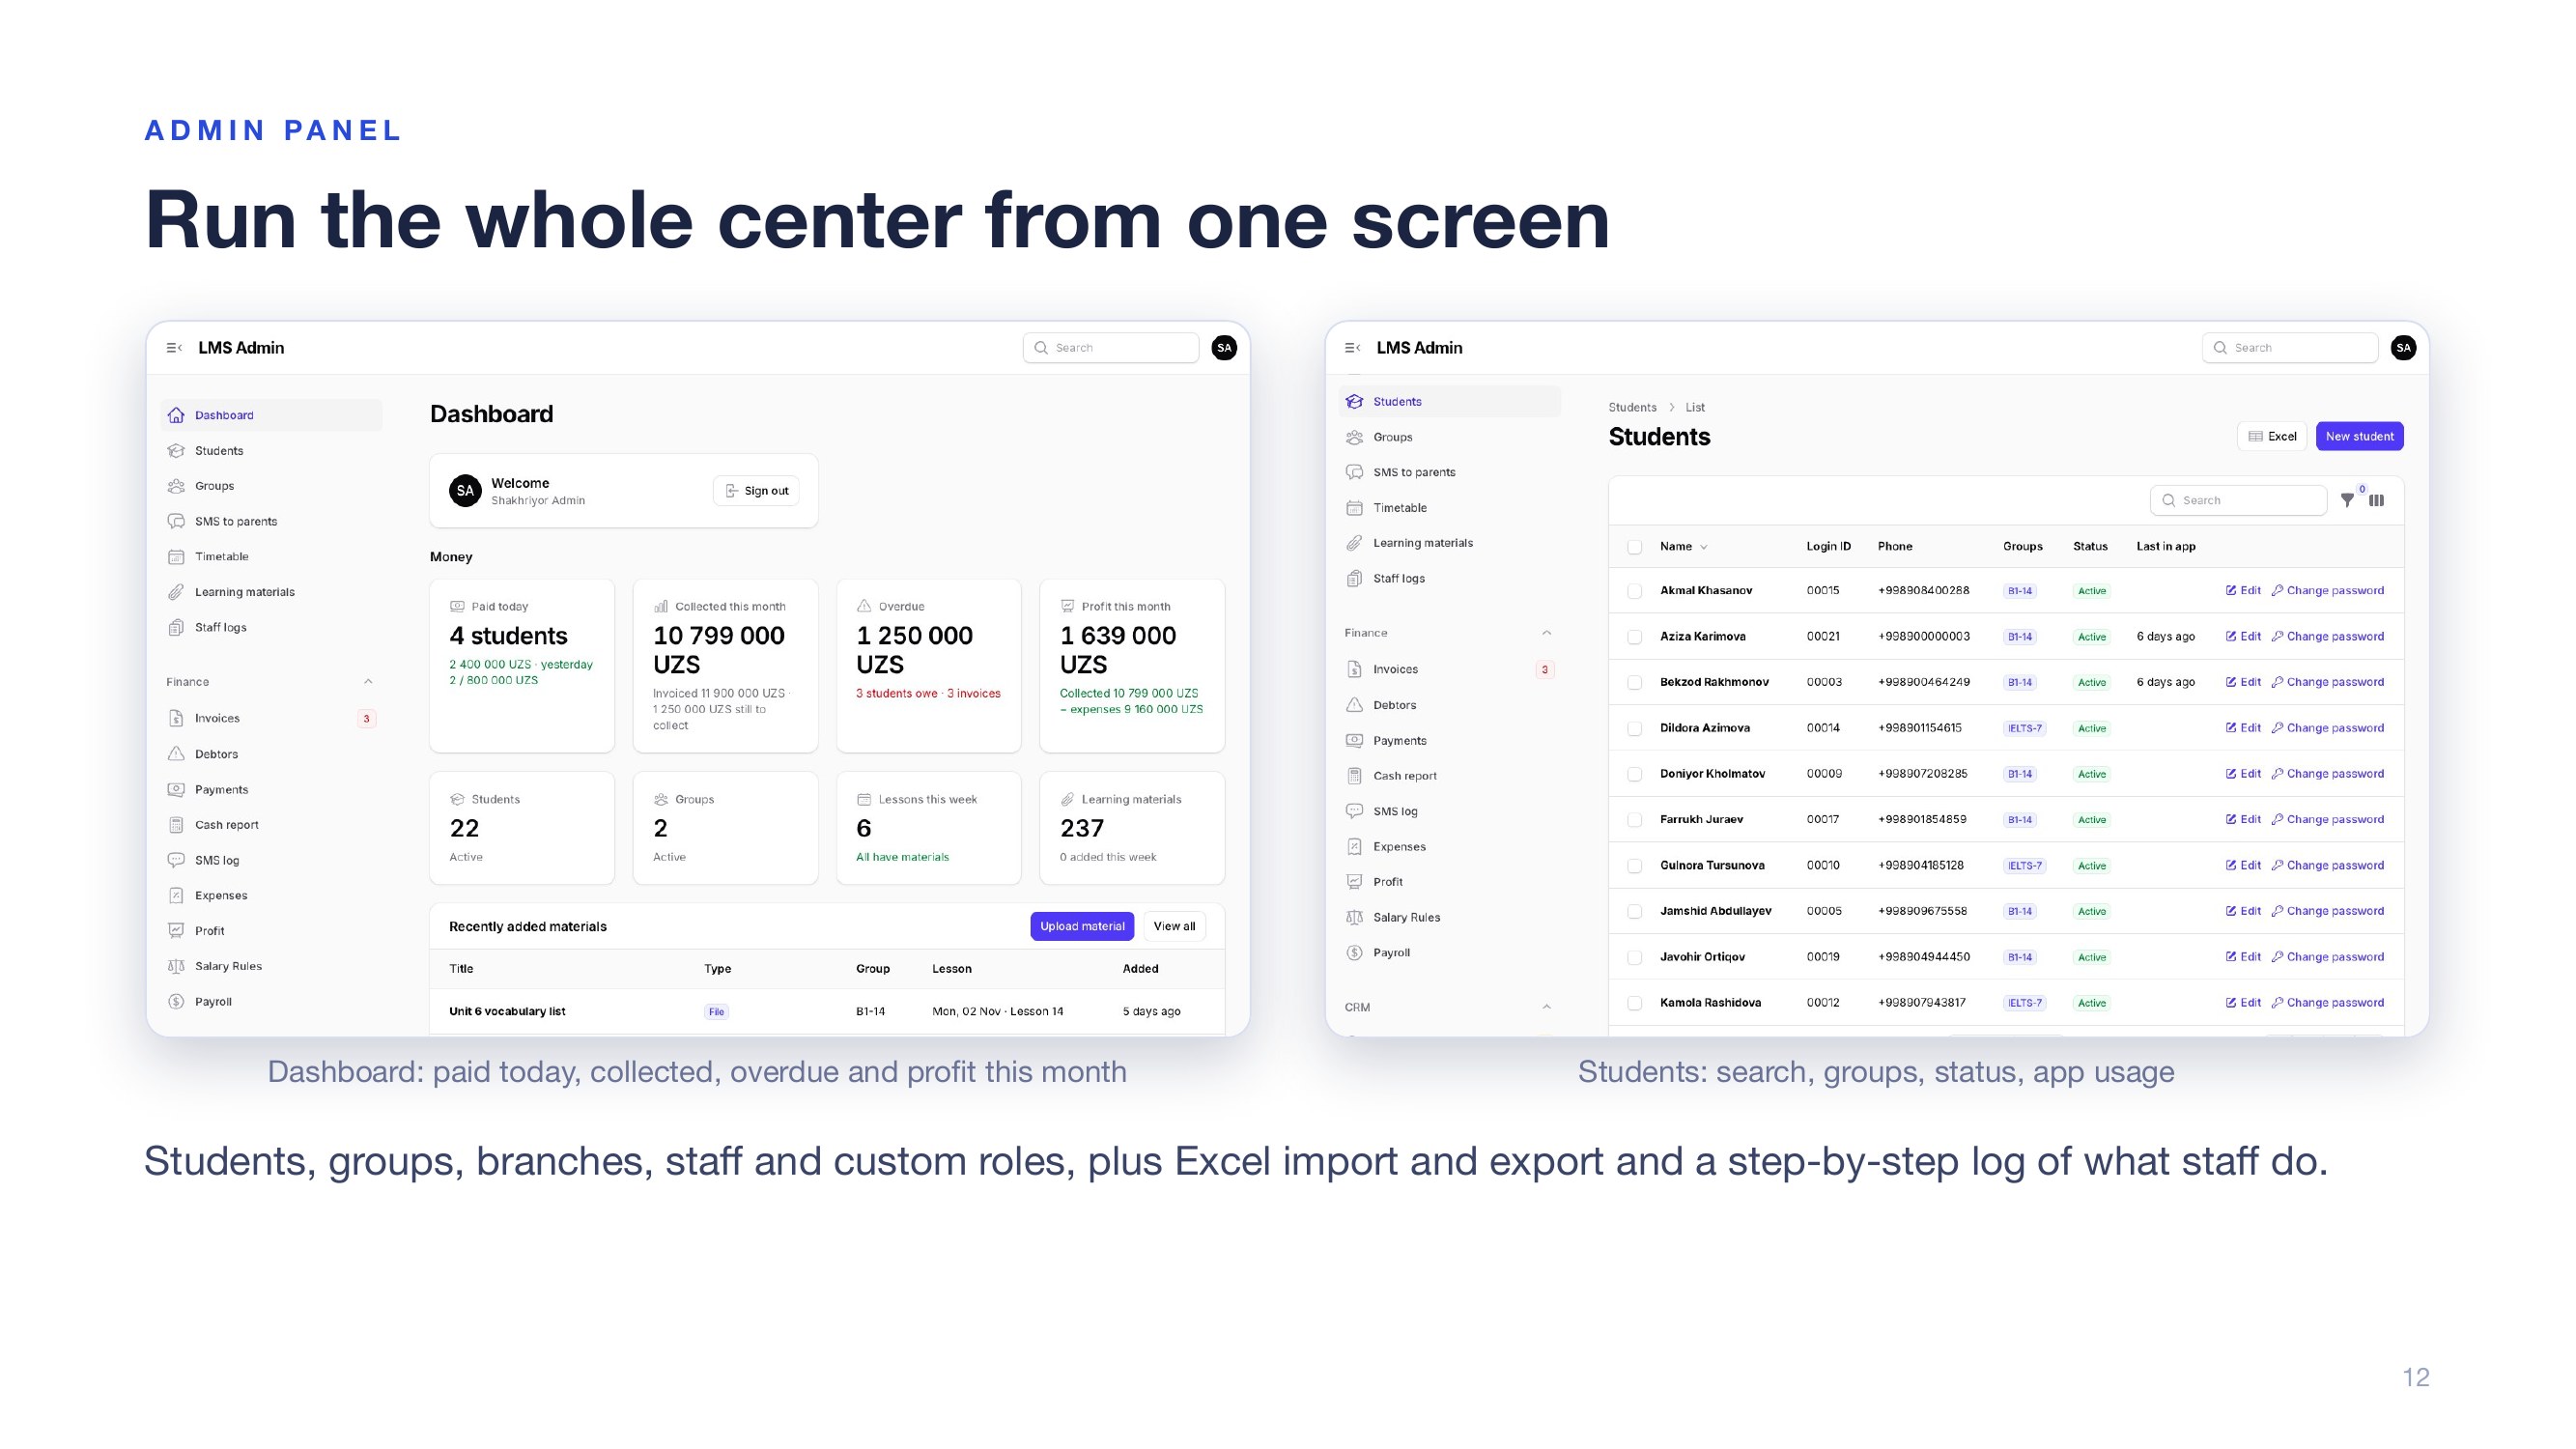 ADMIN PANEL
Run the whole center from one screen
LMS Admin
Search
SA
Dashboard
Students
Groups
SMS to parents
Timetable
Learning materials
Staff logs
Finance
Invoices 3
Debtors
Payments
Cash report
SMS log
Expenses
Profit
Salary Rules
Payroll
Dashboard
SA
Welcome
Shakhriyor Admin
Sign out
Money
Paid today
4 students
2 400 000 UZS · yesterday
2 / 800 000 UZS
Collected this month
10 799 000
UZS
Invoiced 11 900 000 UZS ·
1 250 000 UZS still to
collect
Overdue
1 250 000
UZS
3 students owe · 3 invoices
Profit this month
1 639 000
UZS
Collected 10 799 000 UZS
− expenses 9 160 000 UZS
Students
22
Active
Groups
2
Active
Lessons this week
6
All have materials
Learning materials
237
0 added this week
Recently added materials
Upload material
View all
Title Type Group Lesson Added
Unit 6 vocabulary list File B1-14 Mon, 02 Nov · Lesson 14 5 days ago
Dashboard: paid today, collected, overdue and profit this month
LMS Admin
Search
SA
Students
Groups
SMS to parents
Timetable
Learning materials
Staff logs
Finance
Invoices 3
Debtors
Payments
Cash report
SMS log
Expenses
Profit
Salary Rules
Payroll
CRM
Students > List
Students
Excel
New student
Search
0
Name Login ID Phone Groups Status Last in app
Akmal Khasanov 00015 +998908400288 B1-14 Active Edit Change password
Aziza Karimova 00021 +998900000003 B1-14 Active 6 days ago Edit Change password
Bekzod Rakhmonov 00003 +998900464249 B1-14 Active 6 days ago Edit Change password
Dildora Azimova 00014 +998901154615 IELTS-7 Active Edit Change password
Doniyor Kholmatov 00009 +998907208285 B1-14 Active Edit Change password
Farrukh Juraev 00017 +998901854859 B1-14 Active Edit Change password
Gulnora Tursunova 00010 +998904185128 IELTS-7 Active Edit Change password
Jamshid Abdullayev 00005 +998909675558 B1-14 Active Edit Change password
Javohir Ortiqov 00019 +998904944450 B1-14 Active Edit Change password
Kamola Rashidova 00012 +998907943817 IELTS-7 Active Edit Change password
Students: search, groups, status, app usage
Students, groups, branches, staff and custom roles, plus Excel import and export and a step-by-step log of what staff do.
12